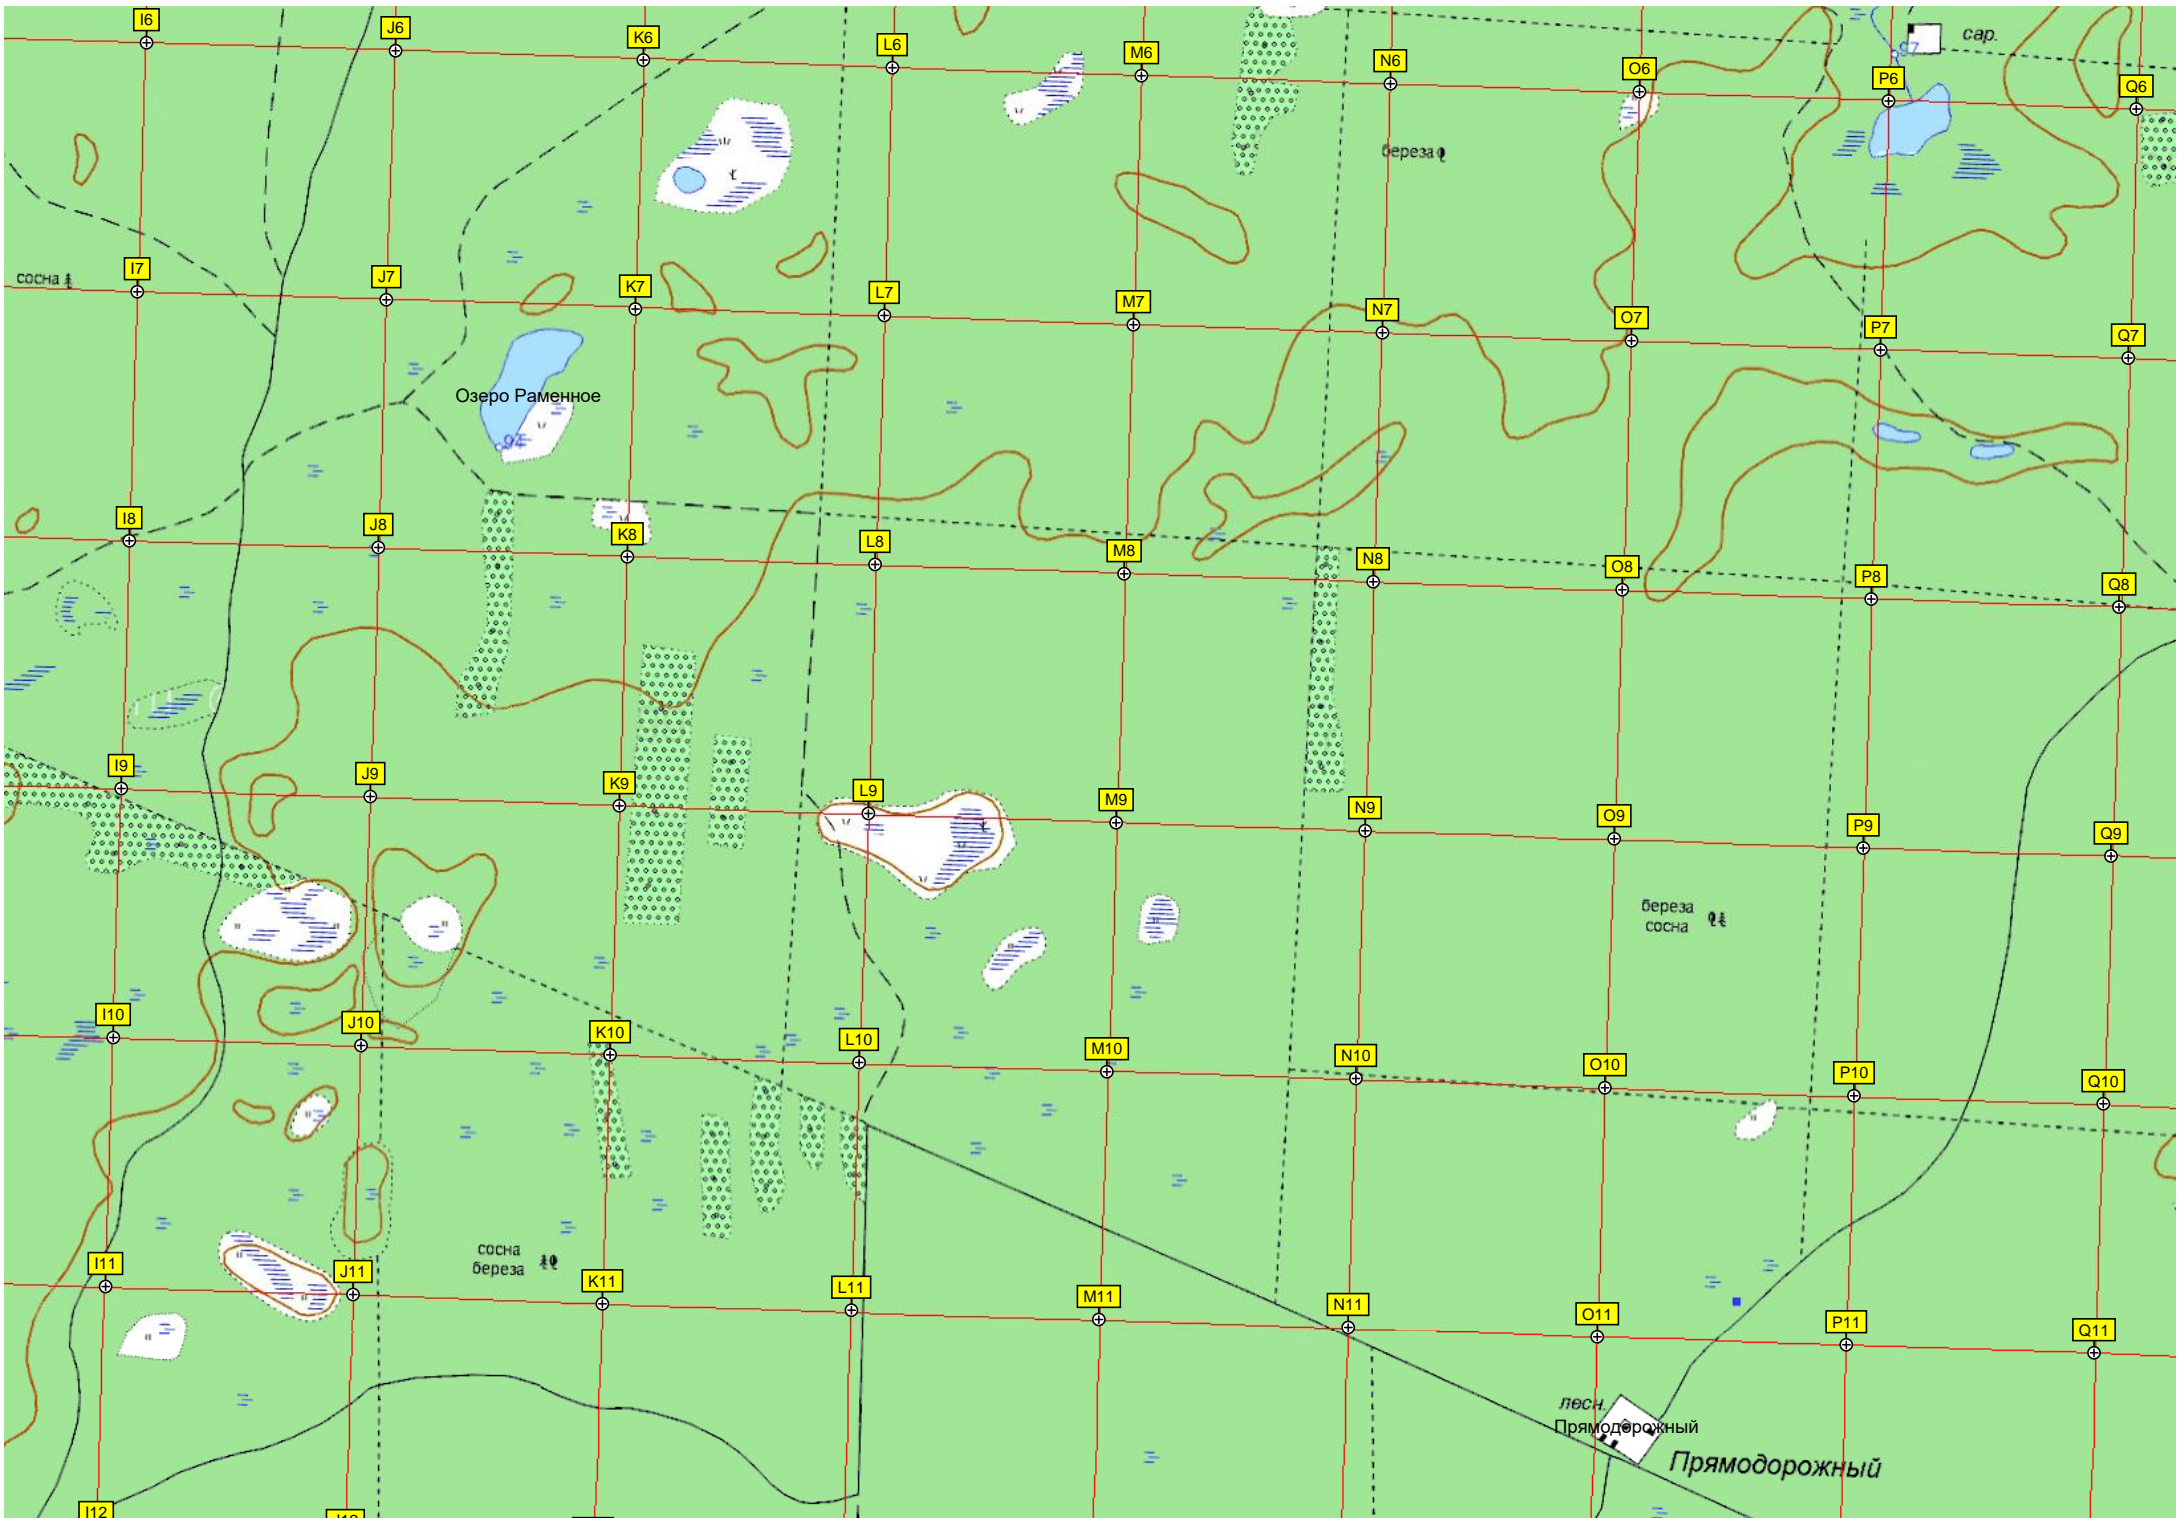 I6
J6
K6
L6
M6
N6
O6
P6
Q6
97
сар.
береза
I7
J7
K7
L7
M7
N7
O7
P7
Q7
сосна
Озеро Раменное
94
I8
J8
K8
L8
M8
N8
O8
P8
Q8
I9
J9
K9
L9
M9
N9
O9
P9
Q9
береза
сосна
I10
J10
K10
L10
M10
N10
O10
P10
Q10
сосна
береза
I11
J11
K11
L11
M11
N11
O11
P11
Q11
лесн.
Прямодорожный
Прямодорожный
I12